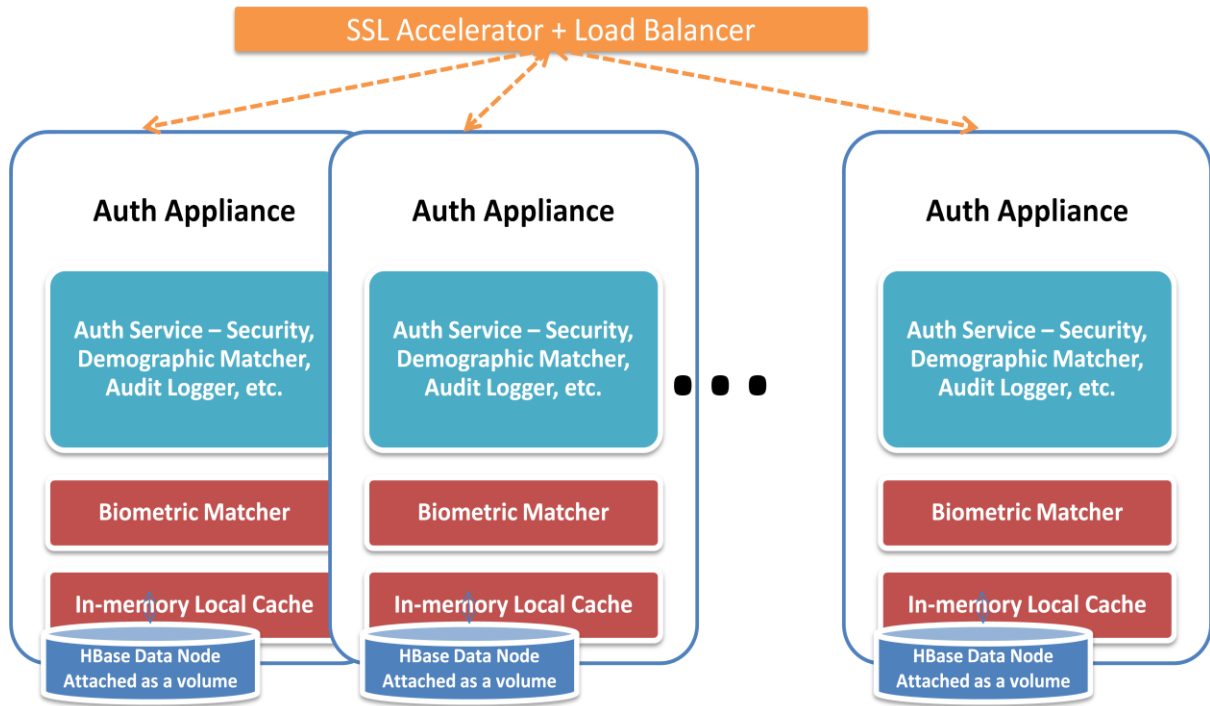 SSL Accelerator + Load Balancer
Auth Appliance
Auth Service – Security,
Demographic Matcher,
Audit Logger, etc.
Biometric Matcher
In-memory Local Cache
HBase Data Node
Attached as a volume
Auth Appliance
Auth Service – Security,
Demographic Matcher,
Audit Logger, etc.
Biometric Matcher
In-memory Local Cache
HBase Data Node
Attached as a volume
...
Auth Appliance
Auth Service – Security,
Demographic Matcher,
Audit Logger, etc.
Biometric Matcher
In-memory Local Cache
HBase Data Node
Attached as a volume